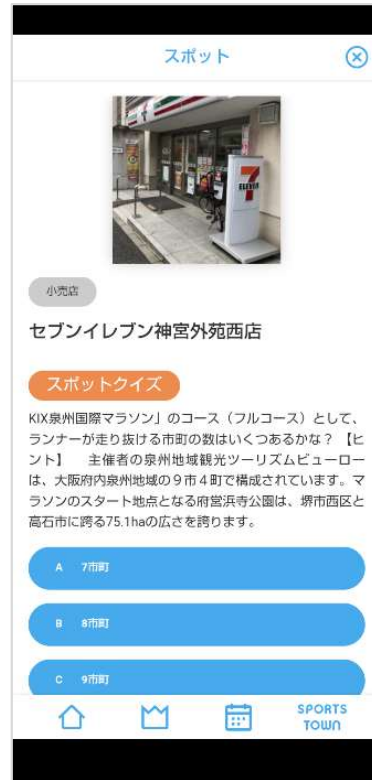 スポット
7
ELEVEN
小売店
セブンイレブン神宮外苑西店
スポットクイズ
KIX泉州国際マラソン」のコース（フルコース）として、
ランナーが走り抜ける市町の数はいくつあるかな？ 【ヒ
ント】　主催者の泉州地域観光ツーリズムビューロー
は、大阪府内泉州地域の９市４町で構成されています。マ
ラソンのスタート地点となる府営浜寺公園は、堺市西区と
高石市に跨る75.1haの広さを誇ります。
A 7市町
B 8市町
C 9市町
SPORTS
TOWN